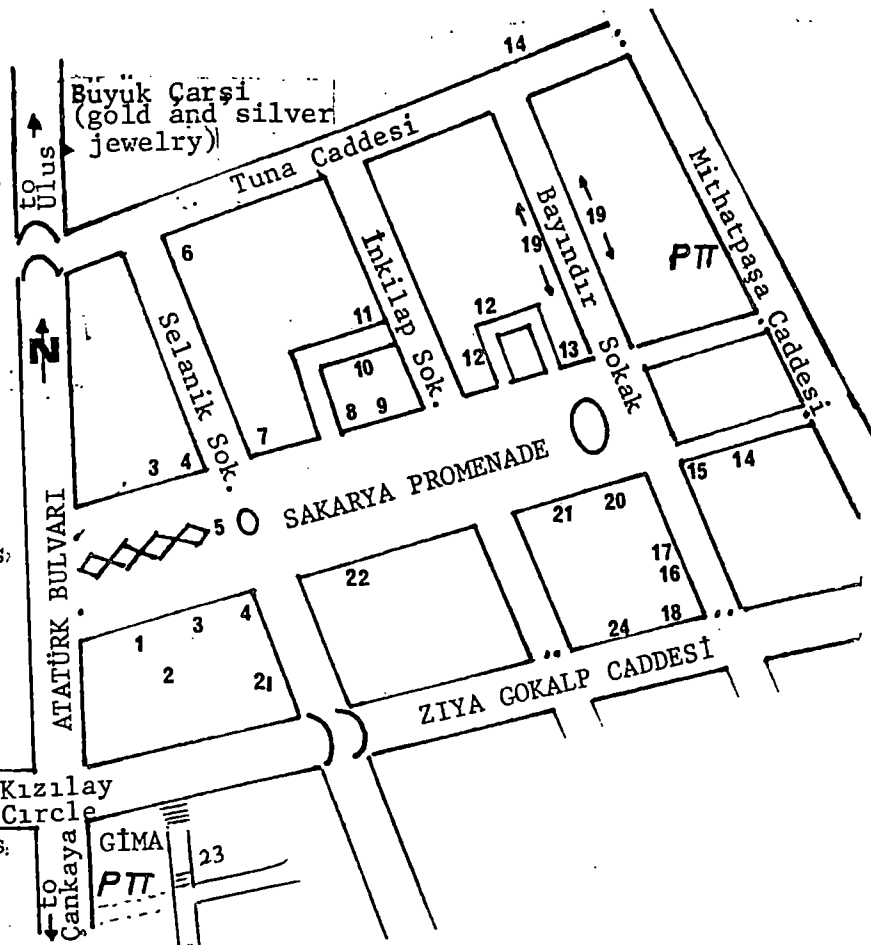 14
Büyük Çarşi
(gold and silver
jewelry)
to
Ulus
Tuna Caddesi
Mithatpaşa Caddesi
Bayındır Sokak
19
19
PTT
6
İnkilap Sok.
11
12
12
13
N
Selanik Sok.
10
8
9
7
3
4
5
SAKARYA PROMENADE
15
14
21
20
17
16
18
24
22
ATATÜRK BULVARI
1
3
4
2
21
ZIYA GOKALP CADDESİ
Kızılay
Cırcle
GİMA
23
PTT
to
Çankaya